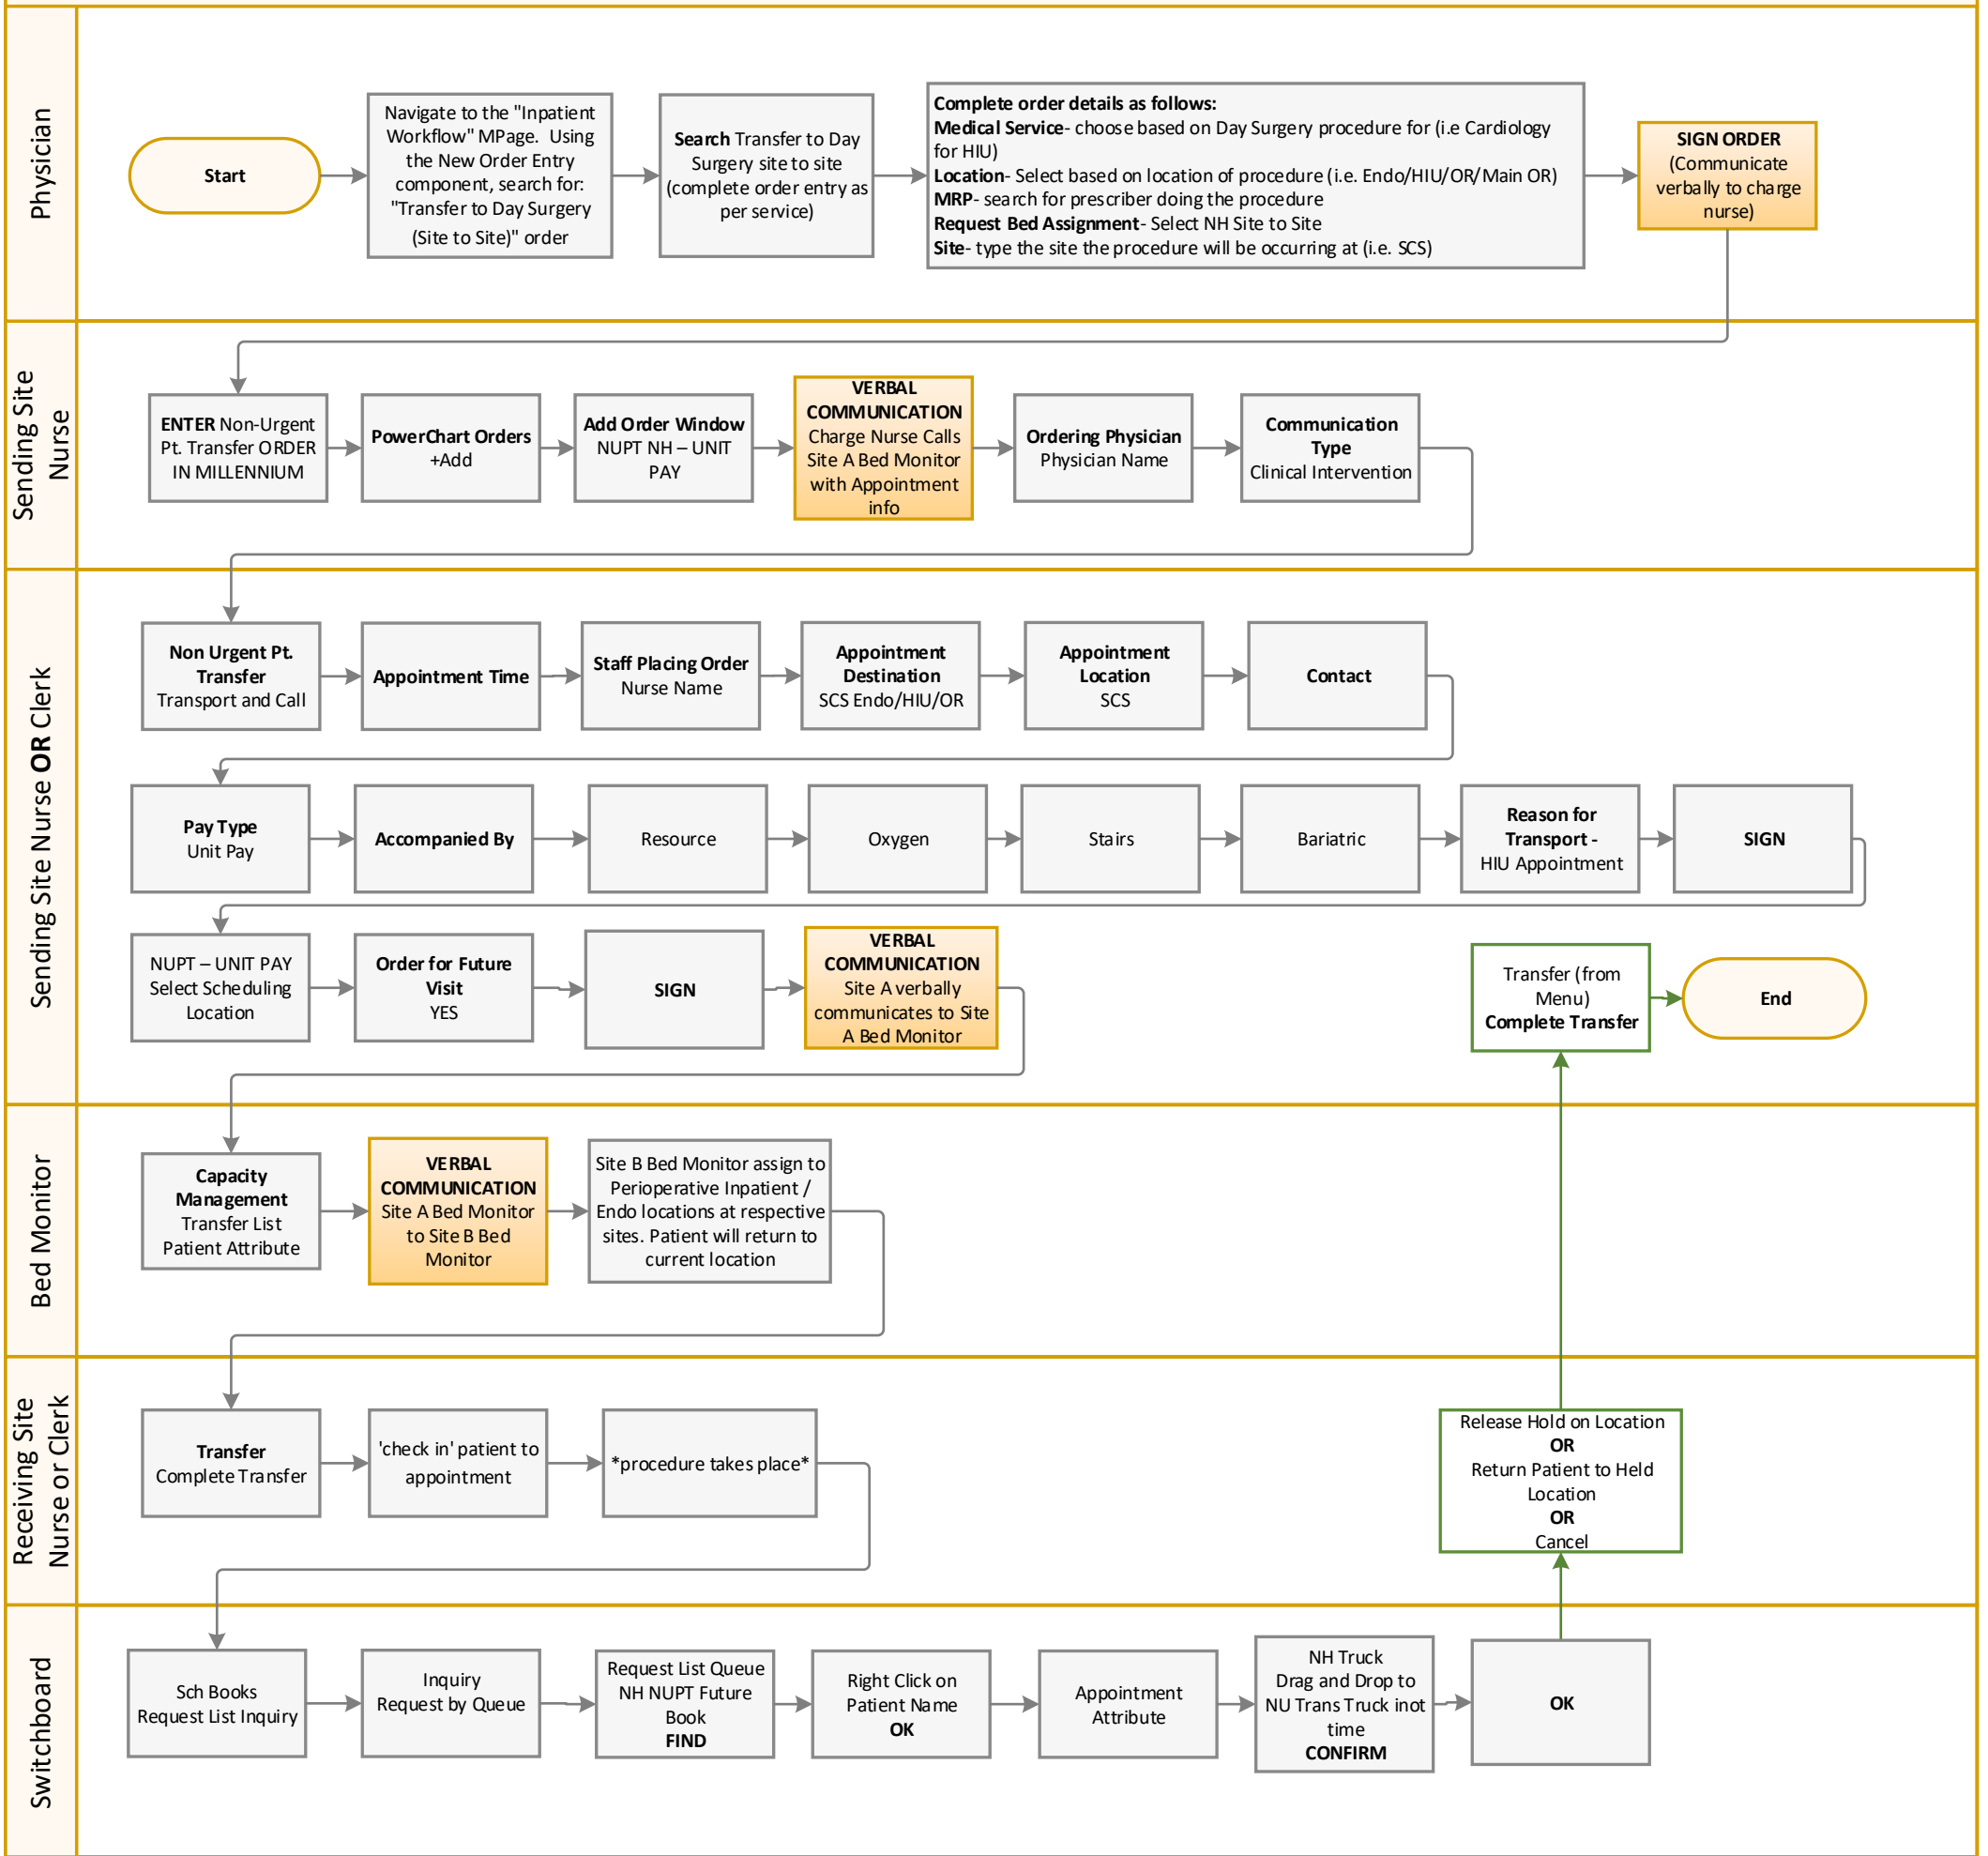 Physician
Start
Navigate to the "Inpatient
Workflow" MPage. Using
the New Order Entry
component, search for:
"Transfer to Day Surgery
(Site to Site)" order
Search Transfer to Day
Surgery site to site
(complete order entry as
per service)
Complete order details as follows:
Medical Service- choose based on Day Surgery procedure for (i.e Cardiology
for HIU)
Location- Select based on location of procedure (i.e. Endo/HIU/OR/Main OR)
MRP- search for prescriber doing the procedure
Request Bed Assignment- Select NH Site to Site
Site- type the site the procedure will be occurring at (i.e. SCS)
SIGN ORDER
(Communicate
verbally to charge
nurse)
Sending Site
Nurse
ENTER Non-Urgent
Pt. Transfer ORDER
IN MILLENNIUM
PowerChart Orders
+Add
Add Order Window
NUPT NH – UNIT
PAY
VERBAL
COMMUNICATION
Charge Nurse Calls
Site A Bed Monitor
with Appointment
info
Ordering Physician
Physician Name
Communication
Type
Clinical Intervention
Sending Site Nurse OR Clerk
Non Urgent Pt.
Transfer
Transport and Call
Appointment Time
Staff Placing Order
Nurse Name
Appointment
Destination
SCS Endo/HIU/OR
Appointment
Location
SCS
Contact
Pay Type
Unit Pay
Accompanied By
Resource
Oxygen
Stairs
Bariatric
Reason for
Transport -
HIU Appointment
SIGN
NUPT – UNIT PAY
Select Scheduling
Location
Order for Future
Visit
YES
SIGN
VERBAL
COMMUNICATION
Site A verbally
communicates to Site
A Bed Monitor
Transfer (from
Menu)
Complete Transfer
End
Bed Monitor
Capacity
Management
Transfer List
Patient Attribute
VERBAL
COMMUNICATION
Site A Bed Monitor
to Site B Bed
Monitor
Site B Bed Monitor assign to
Perioperative Inpatient /
Endo locations at respective
sites. Patient will return to
current location
Receiving Site
Nurse or Clerk
Transfer
Complete Transfer
'check in' patient to
appointment
*procedure takes place*
Release Hold on Location
OR
Return Patient to Held
Location
OR
Cancel
Switchboard
Sch Books
Request List Inquiry
Inquiry
Request by Queue
Request List Queue
NH NUPT Future
Book
FIND
Right Click on
Patient Name
OK
Appointment
Attribute
NH Truck
Drag and Drop to
NU Trans Truck inot
time
CONFIRM
OK